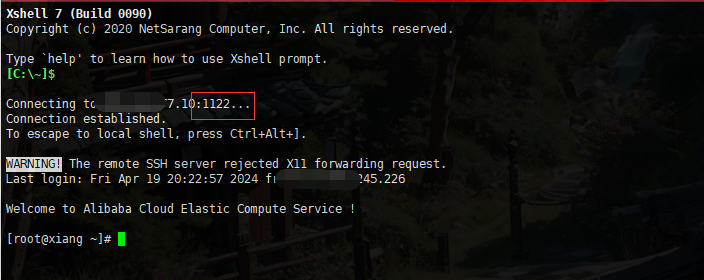 Xshell 7 (Build 0090)
Copyright (c) 2020 NetSarang Computer, Inc. All rights reserved.
Type `help' to learn how to use Xshell prompt.
[C:\~]$
Connecting to 7.10:1122...
Connection established.
To escape to local shell, press Ctrl+Alt+].
WARNING! The remote SSH server rejected X11 forwarding request.
Last login: Fri Apr 19 20:22:57 2024 245.226
Welcome to Alibaba Cloud Elastic Compute Service !
[root@xiang ~]#